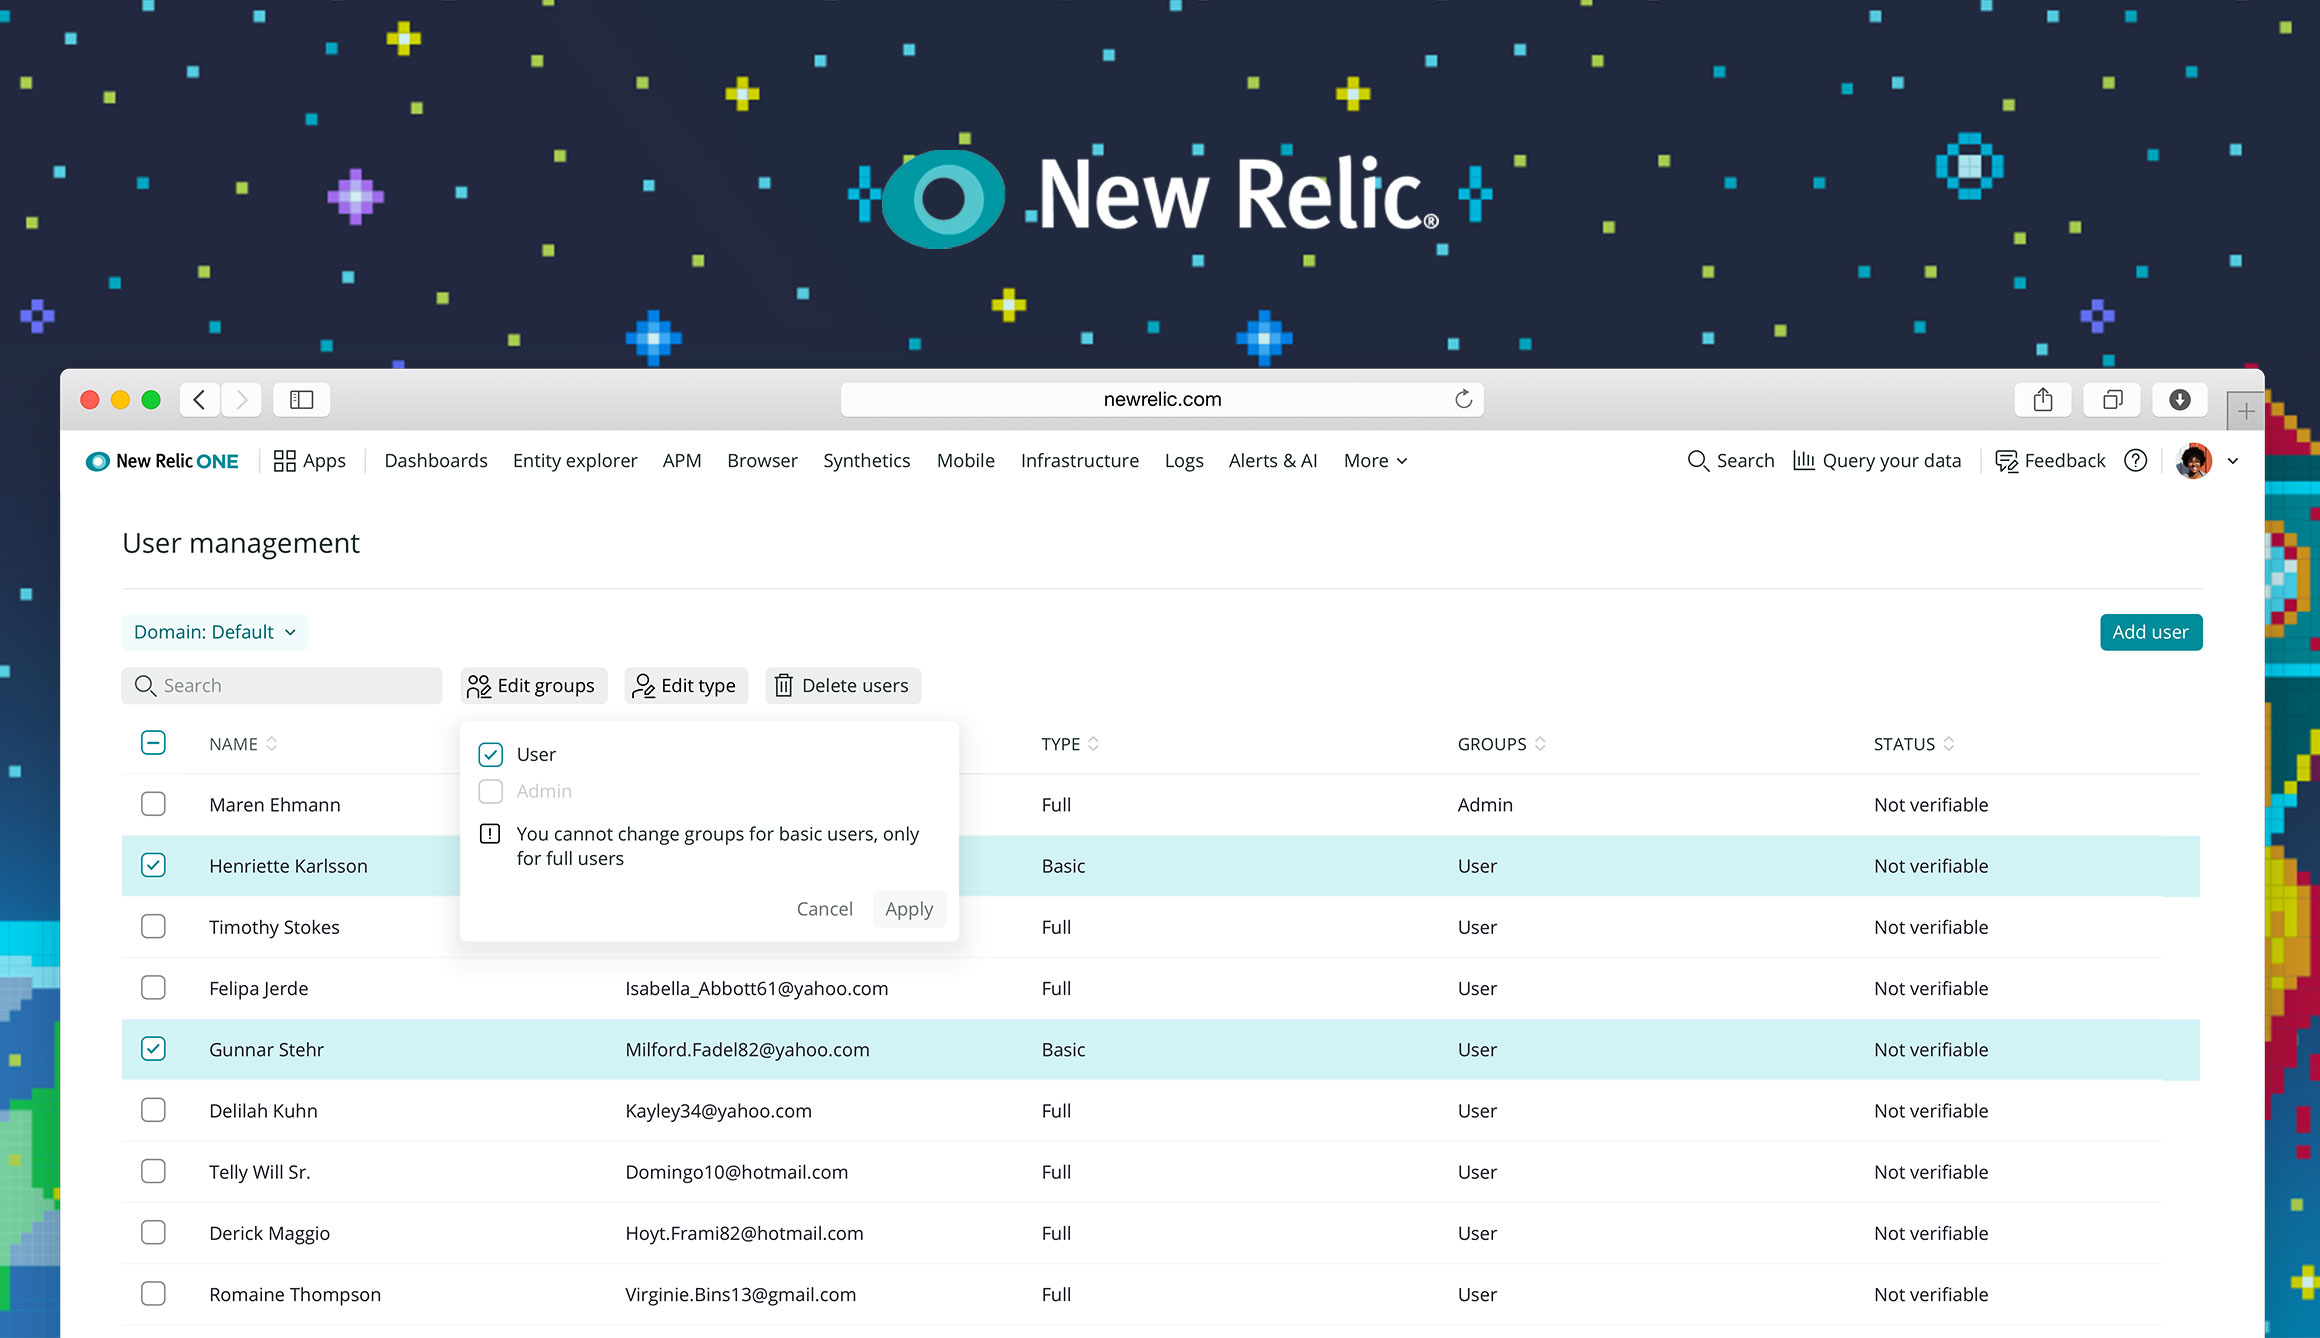 New Relic®
newrelic.com
New Relic ONE
Apps
Dashboards
Entity explorer
APM
Browser
Synthetics
Mobile
Infrastructure
Logs
Alerts & AI
More
Search
Query your data
Feedback
User management
Domain: Default
Add user
Search
Edit groups
Edit type
Delete users
NAME
TYPE
GROUPS
STATUS
User
Admin
You cannot change groups for basic users, only
for full users
Cancel
Apply
Maren Ehmann
Full
Admin
Not verifiable
Henriette Karlsson
Basic
User
Not verifiable
Timothy Stokes
Full
User
Not verifiable
Felipa Jerde
Isabella_Abbott61@yahoo.com
Full
User
Not verifiable
Gunnar Stehr
Milford.Fadel82@yahoo.com
Basic
User
Not verifiable
Delilah Kuhn
Kayley34@yahoo.com
Full
User
Not verifiable
Telly Will Sr.
Domingo10@hotmail.com
Full
User
Not verifiable
Derick Maggio
Hoyt.Frami82@hotmail.com
Full
User
Not verifiable
Romaine Thompson
Virginie.Bins13@gmail.com
Full
User
Not verifiable